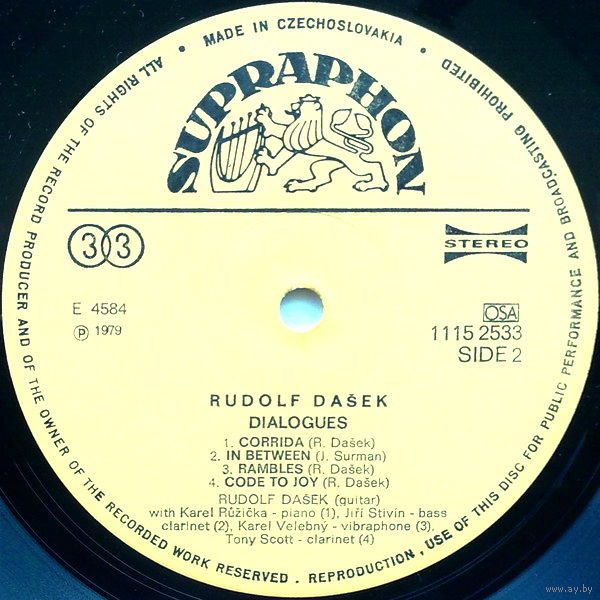 MADE IN CZECHOSLOVAKIA
SUPRAPHON
33
STEREO
E 4584
Ⓟ 1979
OSA
1115 2533
SIDE 2
RUDOLF DAŠEK
DIALOGUES
1. CORRIDA (R. Dašek)
2. IN BETWEEN (J. Surman)
3. RAMBLES (R. Dašek)
4. CODE TO JOY (R. Dašek)
RUDOLF DAŠEK (guitar)
with Karel Růžička - piano (1), Jiří Stivín - bass
clarinet (2), Karel Velebný - vibraphone (3),
Tony Scott - clarinet (4)
ALL RIGHTS OF THE RECORD PRODUCER AND OF THE OWNER OF THE RECORDED WORK RESERVED . REPRODUCTION , USE OF THIS DISC FOR PUBLIC PERFORMANCE AND BROADCASTING PROHIBITED
www.ay.by